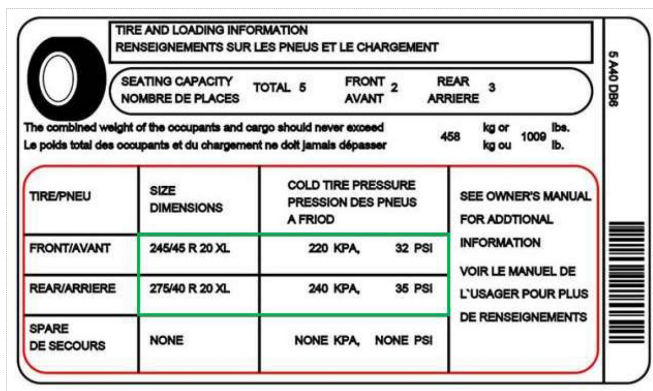 TIRE AND LOADING INFORMATION
RENSEIGNEMENTS SUR LES PNEUS ET LE CHARGEMENT
SEATING CAPACITY TOTAL 5 FRONT 2 REAR 3
NOMBRE DE PLACES AVANT ARRIERE
The combined weight of the occupants and cargo should never exceed 458 kg or 1009 lbs.
Le poids total des occupants et du chargement ne doit jamais dépasser kg ou lb.
TIRE/PNEU
SIZE
DIMENSIONS
COLD TIRE PRESSURE
PRESSION DES PNEUS
A FRIOD
FRONT/AVANT 245/45 R 20 XL 220 KPA, 32 PSI
REAR/ARRIERE 275/40 R 20 XL 240 KPA, 35 PSI
SPARE
DE SECOURS
NONE NONE KPA, NONE PSI
SEE OWNER'S MANUAL
FOR ADDTIONAL
INFORMATION
VOIR LE MANUEL DE
L`USAGER POUR PLUS
DE RENSEIGNEMENTS
5 A40 DB6